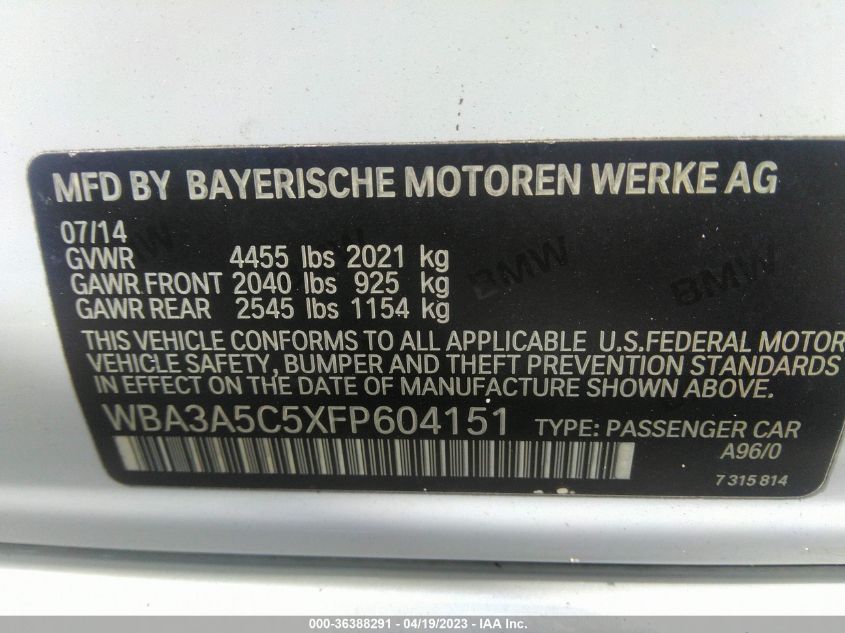 MFD BY BAYERISCHE MOTOREN WERKE AG
07/14
GVWR 4455 lbs 2021 kg
GAWR FRONT 2040 lbs 925 kg
GAWR REAR 2545 lbs 1154 kg
BMW BMW BMW
THIS VEHICLE CONFORMS TO ALL APPLICABLE U.S.FEDERAL MOTOR
VEHICLE SAFETY, BUMPER AND THEFT PREVENTION STANDARDS
IN EFFECT ON THE DATE OF MANUFACTURE SHOWN ABOVE.
WBA3A5C5XFP604151 TYPE: PASSENGER CAR
A96/0
7 315 814
000-36388291 - 04/19/2023 - IAA Inc.